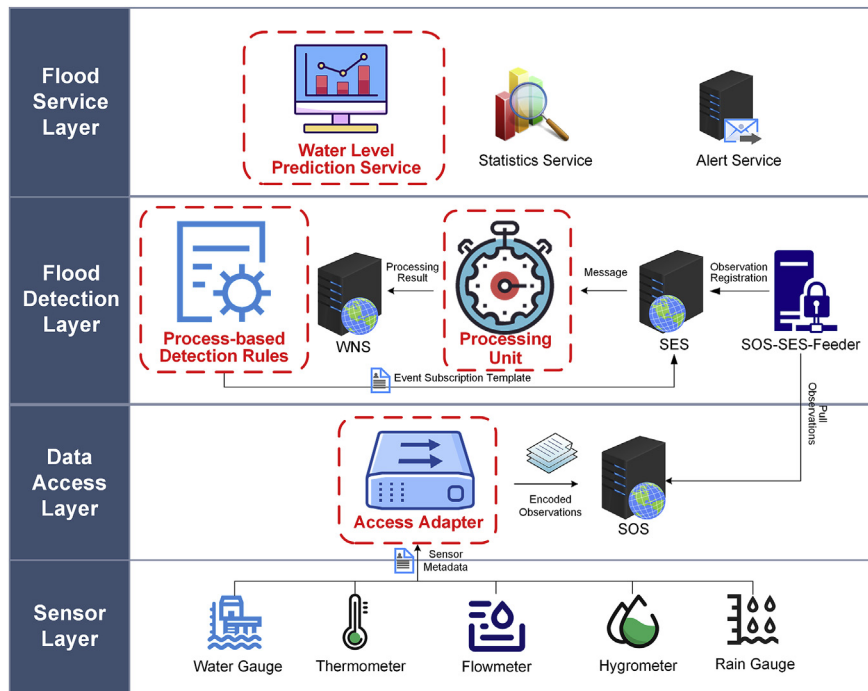 Flood
Service
Layer
Water Level
Prediction Service
Statistics Service
Alert Service
Flood
Detection
Layer
Process-based
Detection Rules
WNS
Processing
Result
Processing
Unit
Message
SES
Observation
Registration
SOS-SES-Feeder
Event Subscription Template
Pull
Observations
Data
Access
Layer
Access Adapter
Encoded
Observations
SOS
Sensor
Metadata
Sensor
Layer
Water Gauge
Thermometer
Flowmeter
Hygrometer
Rain Gauge